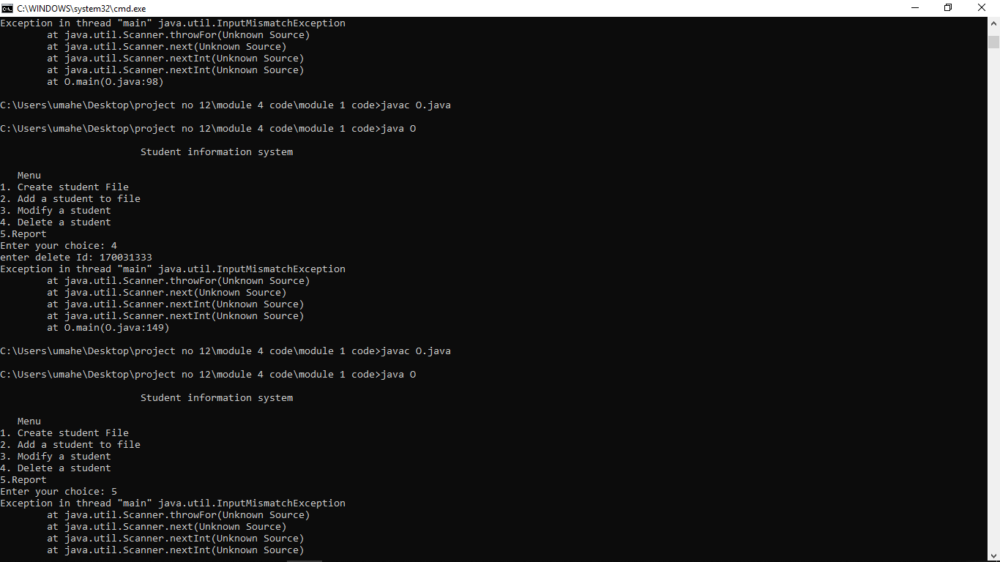 C:\WINDOWS\system32\cmd.exe
Exception in thread "main" java.util.InputMismatchException
        at java.util.Scanner.throwFor(Unknown Source)
        at java.util.Scanner.next(Unknown Source)
        at java.util.Scanner.nextInt(Unknown Source)
        at java.util.Scanner.nextInt(Unknown Source)
        at O.main(O.java:98)
C:\Users\umahe\Desktop\project no 12\module 4 code\module 1 code>javac O.java
C:\Users\umahe\Desktop\project no 12\module 4 code\module 1 code>java O
                        Student information system
   Menu
1. Create student File
2. Add a student to file
3. Modify a student
4. Delete a student
5.Report
Enter your choice: 4
enter delete Id: 170031333
Exception in thread "main" java.util.InputMismatchException
        at java.util.Scanner.throwFor(Unknown Source)
        at java.util.Scanner.next(Unknown Source)
        at java.util.Scanner.nextInt(Unknown Source)
        at java.util.Scanner.nextInt(Unknown Source)
        at O.main(O.java:149)
C:\Users\umahe\Desktop\project no 12\module 4 code\module 1 code>javac O.java
C:\Users\umahe\Desktop\project no 12\module 4 code\module 1 code>java O
                        Student information system
   Menu
1. Create student File
2. Add a student to file
3. Modify a student
4. Delete a student
5.Report
Enter your choice: 5
Exception in thread "main" java.util.InputMismatchException
        at java.util.Scanner.throwFor(Unknown Source)
        at java.util.Scanner.next(Unknown Source)
        at java.util.Scanner.nextInt(Unknown Source)
        at java.util.Scanner.nextInt(Unknown Source)